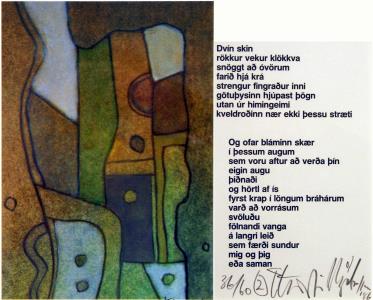 Dvín skin
rökkur vekur klökkva
snöggt að óvörum
farið hjá krá
strengur fingraður inni
götuþysinn hjúpast þögn
utan úr himingeimi
kveldroðinn nær ekki þessu stræti
Og ofar bláminn skær
í þessum augum
sem voru aftur að verða þín
eigin augu
þíðnaði
og hörtl af ís
fyrst krap í löngum bráhárum
varð að vorrásum
svöluðu
fölnandi vanga
á langri leið
sem færði sundur
mig og þig
eða saman
36/60 (2)